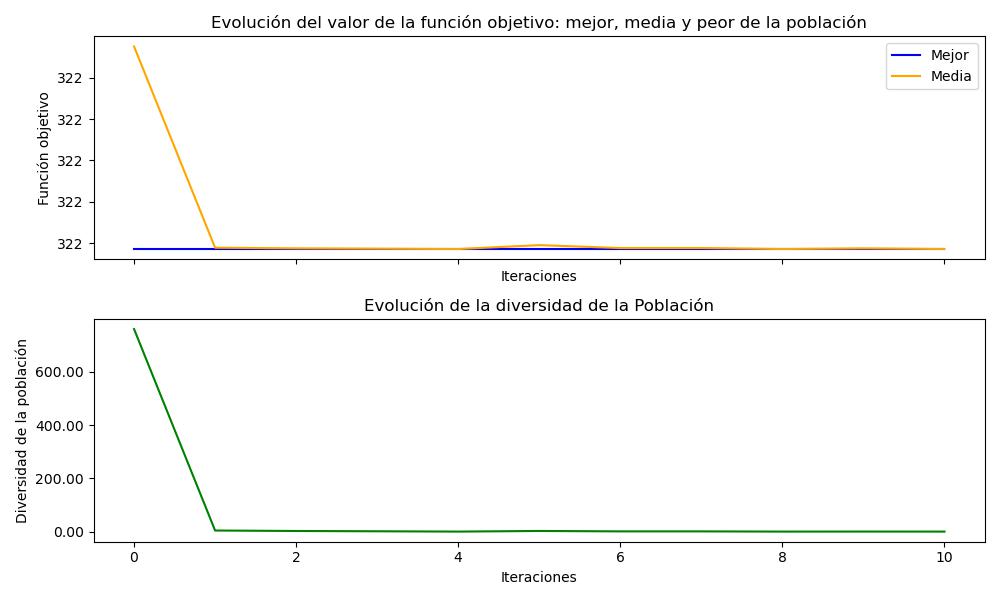 Evolución del valor de la función objetivo: mejor, media y peor de la población
Función objetivo
322
322
322
322
322
Mejor
Media
Iteraciones
Evolución de la diversidad de la Población
Diversidad de la población
600.00
400.00
200.00
0.00
0 2 4 6 8 10
Iteraciones